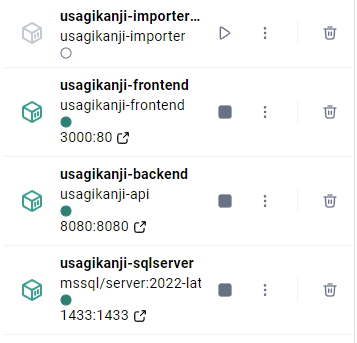 usagikanji-importer...
usagikanji-importer
usagikanji-frontend
usagikanji-frontend
3000:80
usagikanji-backend
usagikanji-api
8080:8080
usagikanji-sqlserver
mssql/server:2022-lat
1433:1433